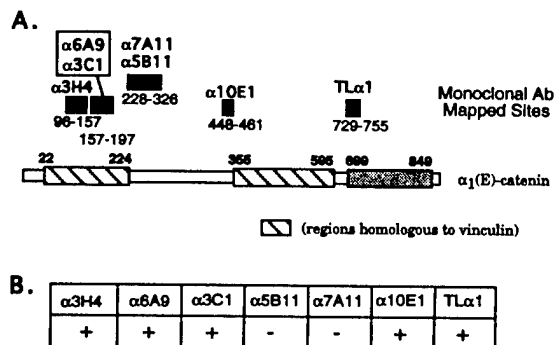 A.
α6A9
α3C1
α7A11
α5B11
α3H4
α10E1
TLα1
Monoclonal Ab
Mapped Sites
96-157
157-197
228-326
448-461
729-755
22
224
355
595
699
849
α1(E)-catenin
(regions homologous to vinculin)
B.
α3H4 α6A9 α3C1 α5B11 α7A11 α10E1 TLα1
+ + + - - + +